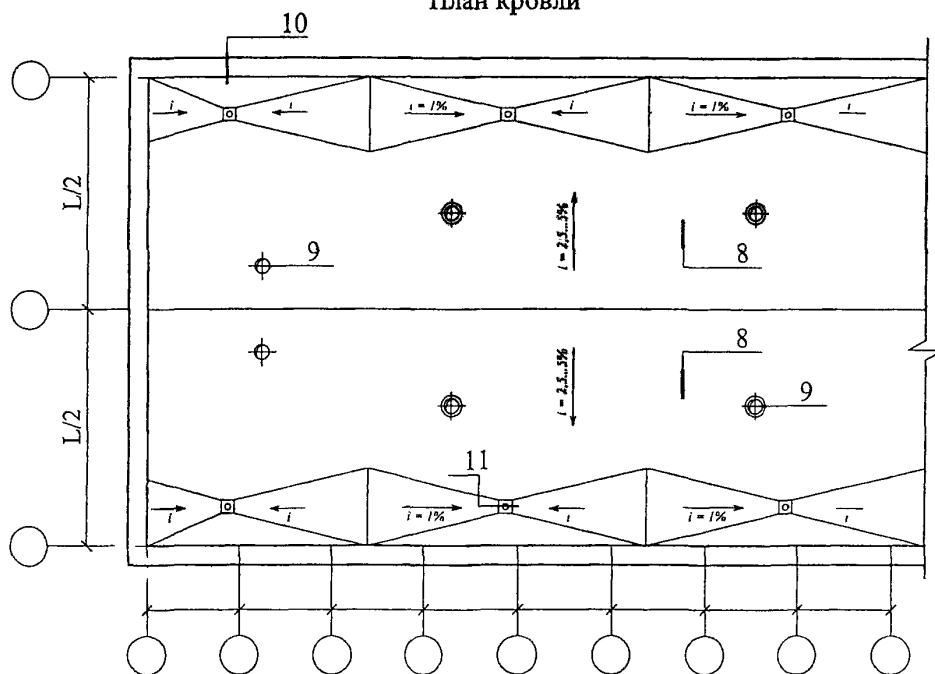 План кровли
10
i
i
i = 1%
i
i = 1%
i
L/2
i = 2,5...5%
9
8
8
i = 2,5...5%
9
L/2
11
i
i
i = 1%
i
i = 1%
i